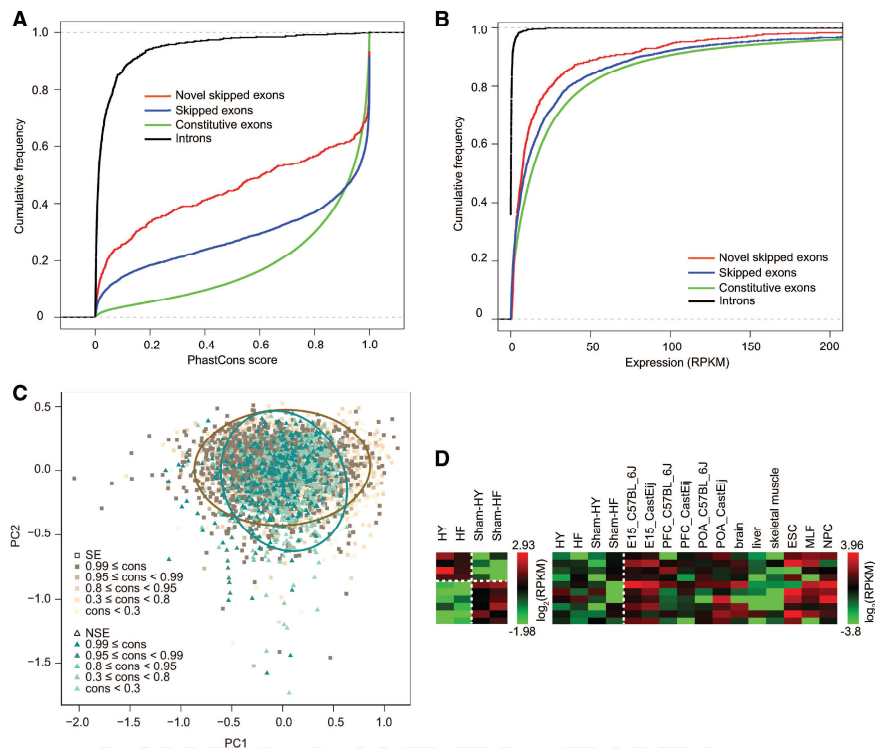 A
1.0
0.8
0.6
0.4
0.2
0
Cumulative frequency
Novel skipped exons
Skipped exons
Constitutive exons
Introns
0 0.2 0.4 0.6 0.8 1.0
PhastCons score
B
1.0
0.8
0.6
0.4
0.2
0
Cumulative frequency
Novel skipped exons
Skipped exons
Constitutive exons
Introns
0 50 100 150 200
Expression (RPKM)
C
0.5
0.0
−0.5
−1.0
−1.5
PC2
SE
0.99 ≤ cons
0.95 ≤ cons < 0.99
0.8 ≤ cons < 0.95
0.3 ≤ cons < 0.8
cons < 0.3
NSE
0.99 ≤ cons
0.95 ≤ cons < 0.99
0.8 ≤ cons < 0.95
0.3 ≤ cons < 0.8
cons < 0.3
−2.0 −1.5 −1.0 −0.5 0.0 0.5 1.0
PC1
D
HY
HF
Sham-HY
Sham-HF
2.93
-1.98
log2(RPKM)
HY
HF
Sham-HY
Sham-HF
E15_C57BL_6J
E15_CastEij
PFC_C57BL_6J
PFC_CastEij
POA_C57BL_6J
POA_CastEij
brain
liver
skeletal muscle
ESC
MLF
NPC
3.96
-3.8
log2(RPKM)